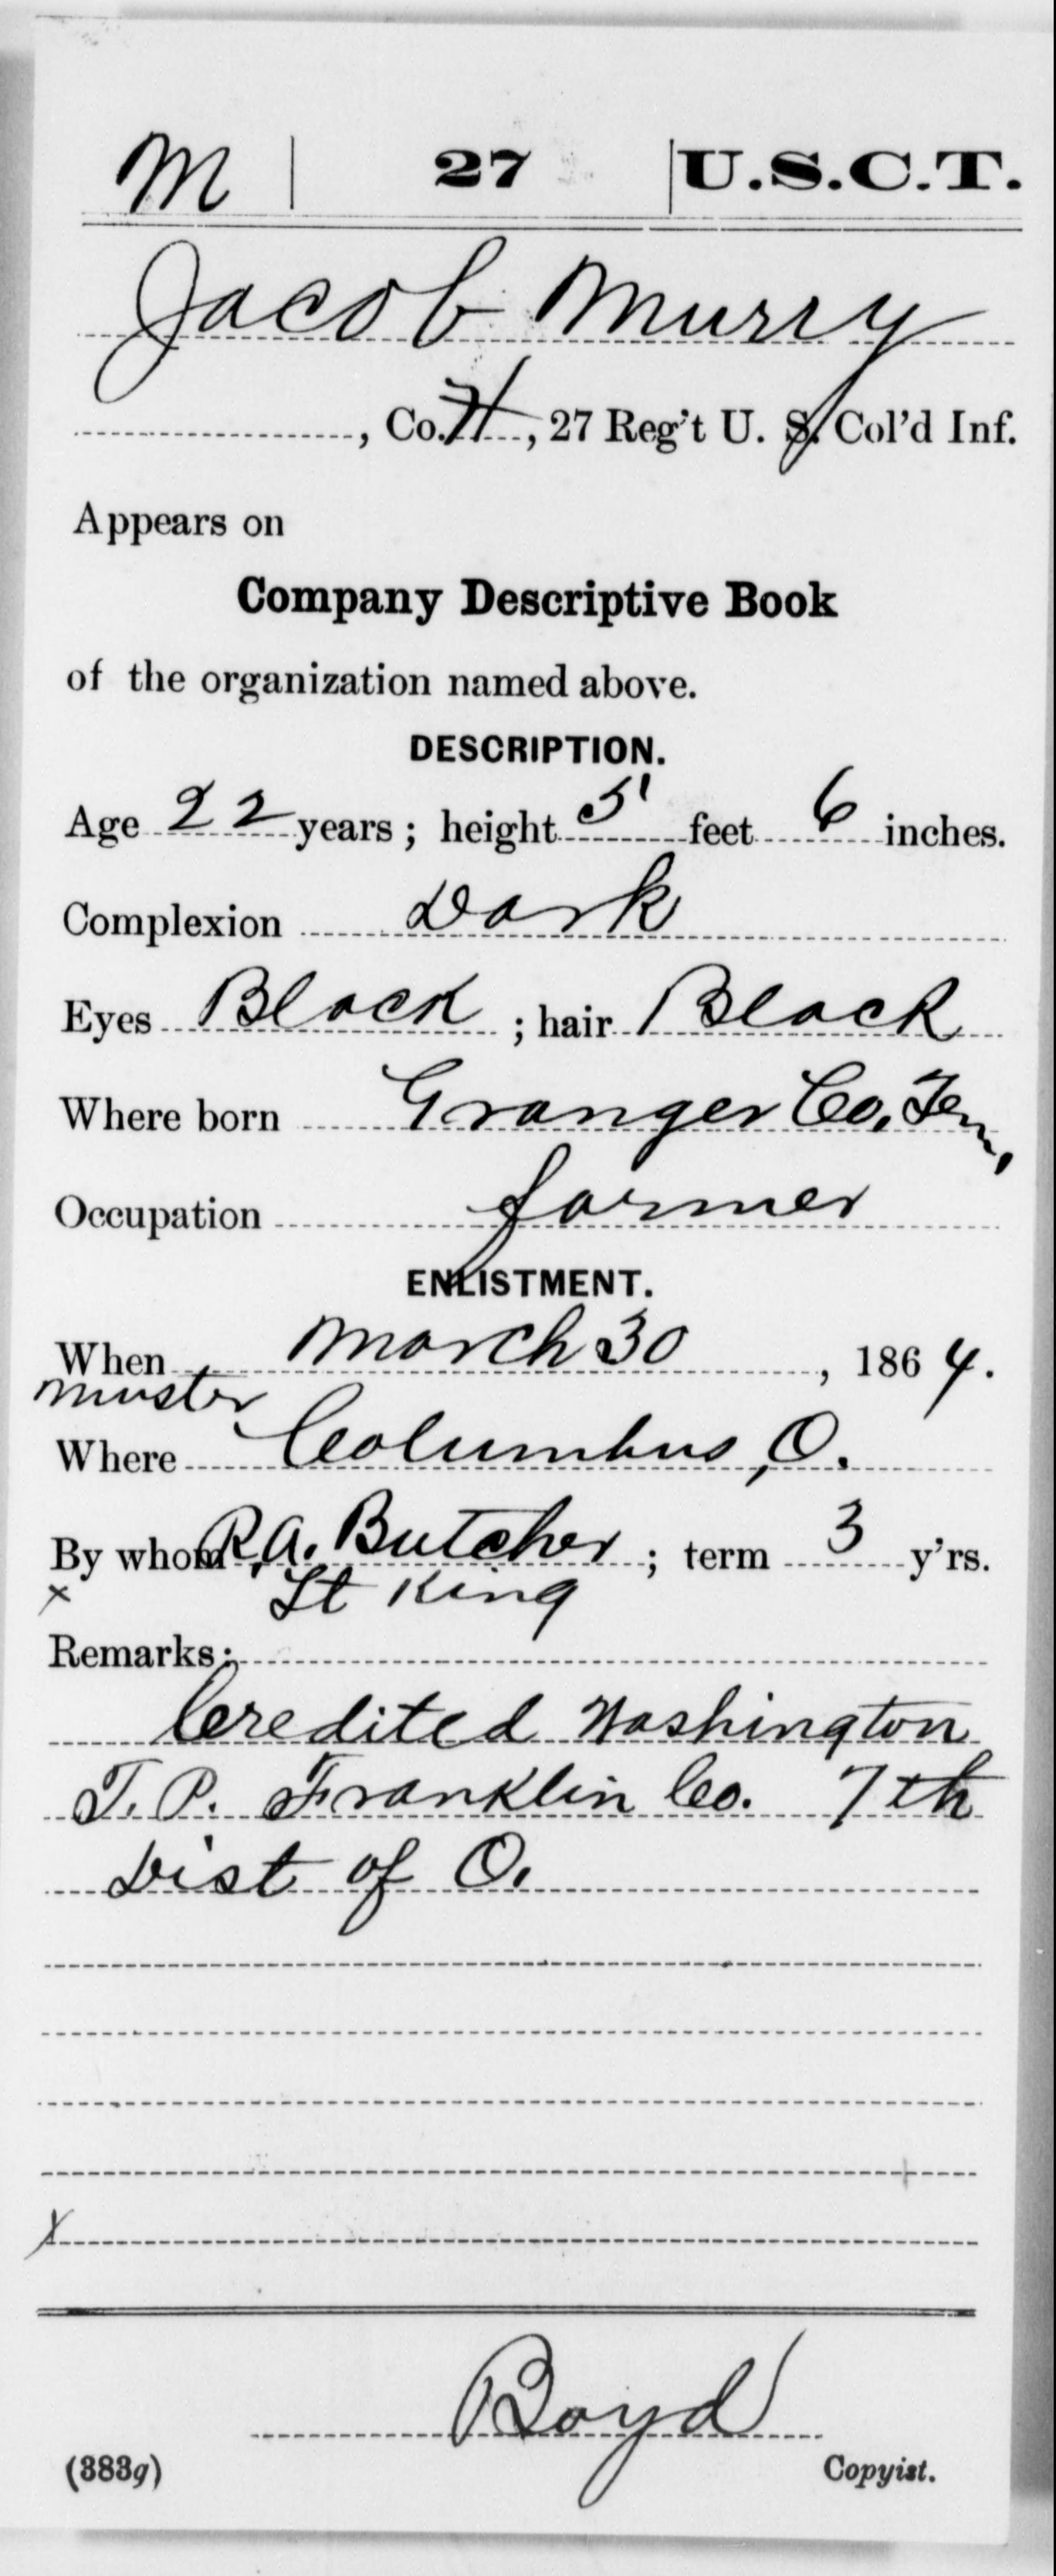 M | 27 | U.S.C.T.
Jacob Murry
, Co. H, 27 Reg't U. S. Col'd Inf.
Appears on
Company Descriptive Book
of the organization named above.
DESCRIPTION.
Age 22 years; height 5' feet 6 inches.
Complexion Dark
Eyes Black; hair Black
Where born Granger Co, Ten,
Occupation farmer
ENLISTMENT.
When March 30, 1864.
muster
Where Columbus, O.
By whom R.A. Butcher; term 3 y'rs.
x Lt King
Remarks:
Credited Washington
T.P. Franklin Co. 7th
Dist of O.
x
Boyd
(383g) Copyist.